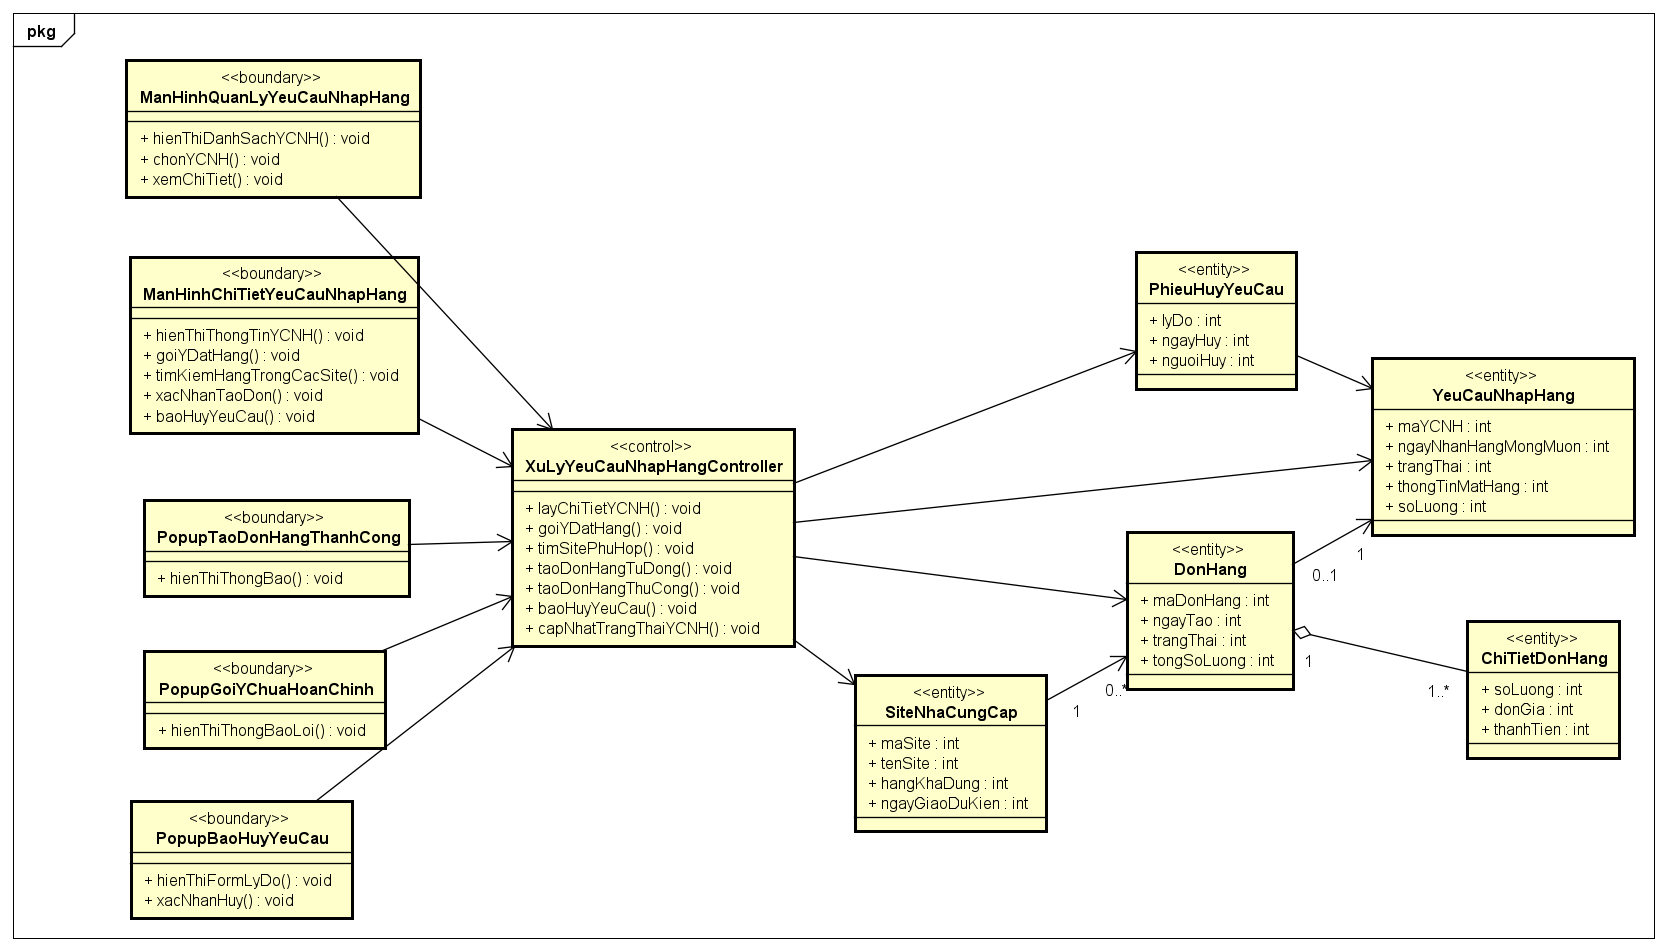 pkg
<<boundary>>
ManHinhQuanLyYeuCauNhapHang
+ hienThiDanhSachYCNH() : void
+ chonYCNH() : void
+ xemChiTiet() : void
<<boundary>>
ManHinhChiTietYeuCauNhapHang
+ hienThiThongTinYCNH() : void
+ goiYDatHang() : void
+ timKiemHangTrongCacSite() : void
+ xacNhanTaoDon() : void
+ baoHuyYeuCau() : void
<<boundary>>
PopupTaoDonHangThanhCong
+ hienThiThongBao() : void
<<boundary>>
PopupGoiYChuaHoanChinh
+ hienThiThongBaoLoi() : void
<<boundary>>
PopupBaoHuyYeuCau
+ hienThiFormLyDo() : void
+ xacNhanHuy() : void
<<control>>
XuLyYeuCauNhapHangController
+ layChiTietYCNH() : void
+ goiYDatHang() : void
+ timSitePhuHop() : void
+ taoDonHangTuDong() : void
+ taoDonHangThuCong() : void
+ baoHuyYeuCau() : void
+ capNhatTrangThaiYCNH() : void
<<entity>>
PhieuHuyYeuCau
+ lyDo : int
+ ngayHuy : int
+ nguoiHuy : int
<<entity>>
YeuCauNhapHang
+ maYCNH : int
+ ngayNhanHangMongMuon : int
+ trangThai : int
+ thongTinMatHang : int
+ soLuong : int
<<entity>>
DonHang
+ maDonHang : int
+ ngayTao : int
+ trangThai : int
+ tongSoLuong : int
1
0..1
<<entity>>
ChiTietDonHang
+ soLuong : int
+ donGia : int
+ thanhTien : int
1
1..*
<<entity>>
SiteNhaCungCap
+ maSite : int
+ tenSite : int
+ hangKhaDung : int
+ ngayGiaoDuKien : int
0..*
1